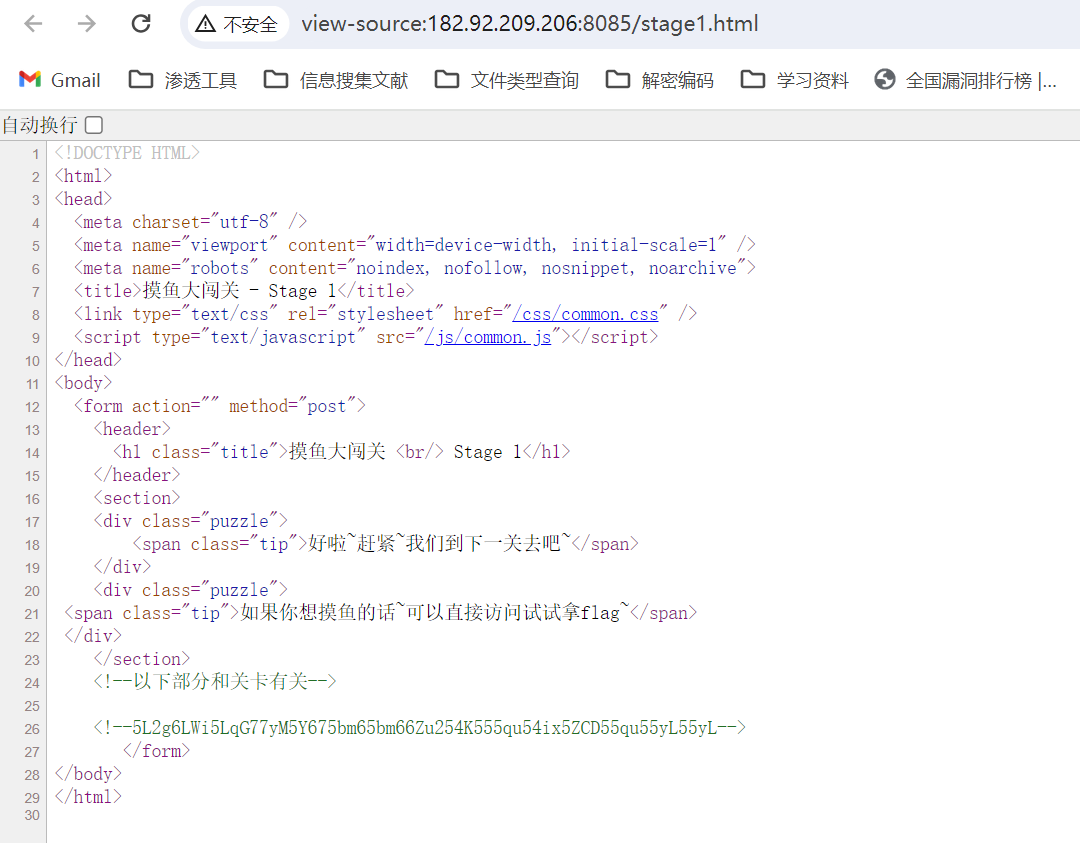 不安全 view-source:182.92.209.206:8085/stage1.html
Gmail 渗透工具 信息搜集文献 文件类型查询 解密编码 学习资料 全国漏洞排行榜 |...
自动换行
1 <!DOCTYPE HTML>
2 <html>
3 <head>
4 <meta charset="utf-8" />
5 <meta name="viewport" content="width=device-width, initial-scale=1" />
6 <meta name="robots" content="noindex, nofollow, nosnippet, noarchive">
7 <title>摸鱼大闯关 - Stage 1</title>
8 <link type="text/css" rel="stylesheet" href="/css/common.css" />
9 <script type="text/javascript" src="/js/common.js"></script>
10 </head>
11 <body>
12 <form action="" method="post">
13 <header>
14 <h1 class="title">摸鱼大闯关 <br/> Stage 1</h1>
15 </header>
16 <section>
17 <div class="puzzle">
18 <span class="tip">好啦~赶紧~我们到下一关去吧~</span>
19 </div>
20 <div class="puzzle">
21 <span class="tip">如果你想摸鱼的话~可以直接访问试试拿flag~</span>
22 </div>
23 </section>
24 <!--以下部分和关卡有关-->
25
26 <!--5L2g6LWi5LqG77yM5Y675bm65bm66Zu254K555qu54ix5ZCD55qu55yL55yL-->
27 </form>
28 </body>
29 </html>
30